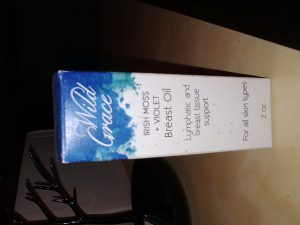 Wild
Grace
IRISH MOSS
+ VIOLET
Breast Oil
Lymphatic and
breast tissue
support
For all skin types
2 oz